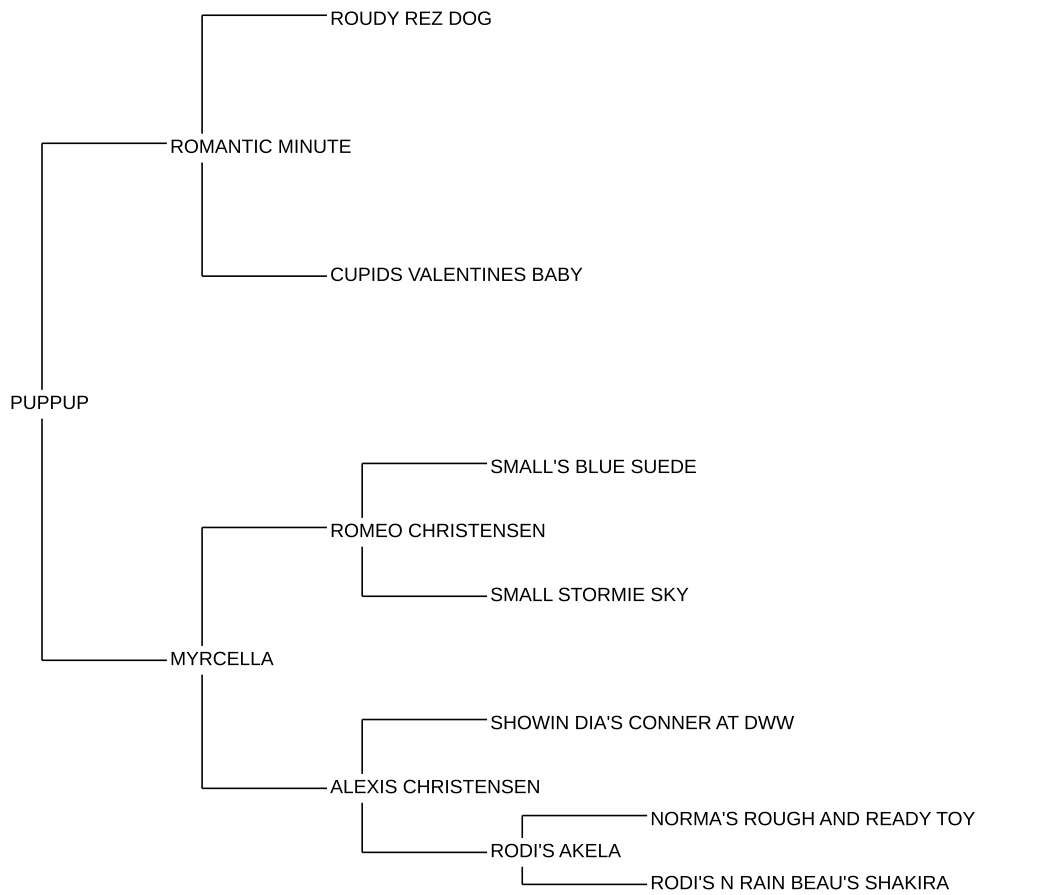 ROUDY REZ DOG
ROMANTIC MINUTE
CUPIDS VALENTINES BABY
PUPPUP
SMALL'S BLUE SUEDE
ROMEO CHRISTENSEN
SMALL STORMIE SKY
MYRCELLA
SHOWIN DIA'S CONNER AT DWW
ALEXIS CHRISTENSEN
NORMA'S ROUGH AND READY TOY
RODI'S AKELA
RODI'S N RAIN BEAU'S SHAKIRA